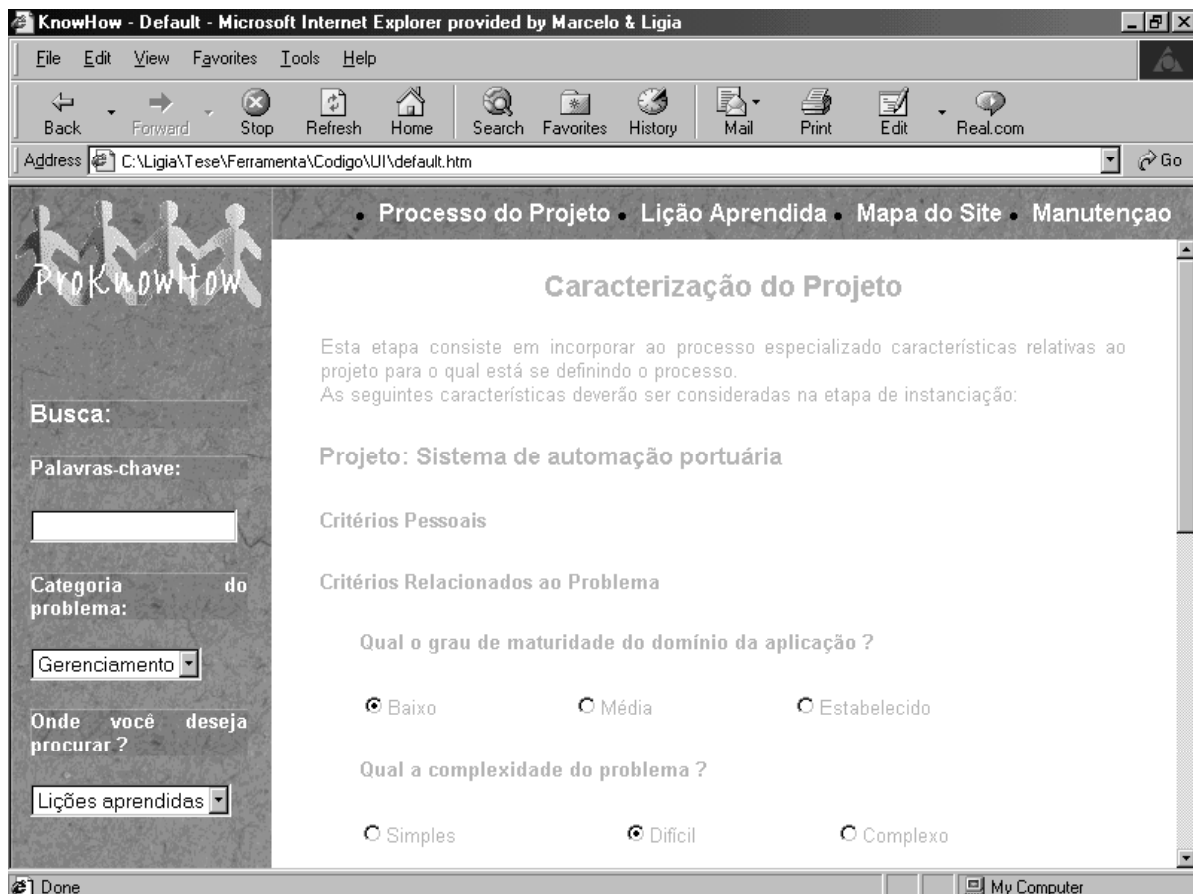 KnowHow - Default - Microsoft Internet Explorer provided by Marcelo & Ligia
File Edit View Favorites Tools Help
Back Forward Stop Refresh Home Search Favorites History Mail Print Edit Real.com
Address C:\Ligia\Tese\Ferramenta\Codigo\UI\default.htm Go
ProKnowHow
• Processo do Projeto • Lição Aprendida • Mapa do Site • Manutençao
Busca:
Palavras-chave:
Categoria do
problema:
Gerenciamento
Onde você deseja
procurar ?
Lições aprendidas
Caracterização do Projeto
Esta etapa consiste em incorporar ao processo especializado características relativas ao
projeto para o qual está se definindo o processo.
As seguintes características deverão ser consideradas na etapa de instanciação:
Projeto: Sistema de automação portuária
Critérios Pessoais
Critérios Relacionados ao Problema
Qual o grau de maturidade do domínio da aplicação ?
Baixo Média Estabelecido
Qual a complexidade do problema ?
Simples Difícil Complexo
Done My Computer